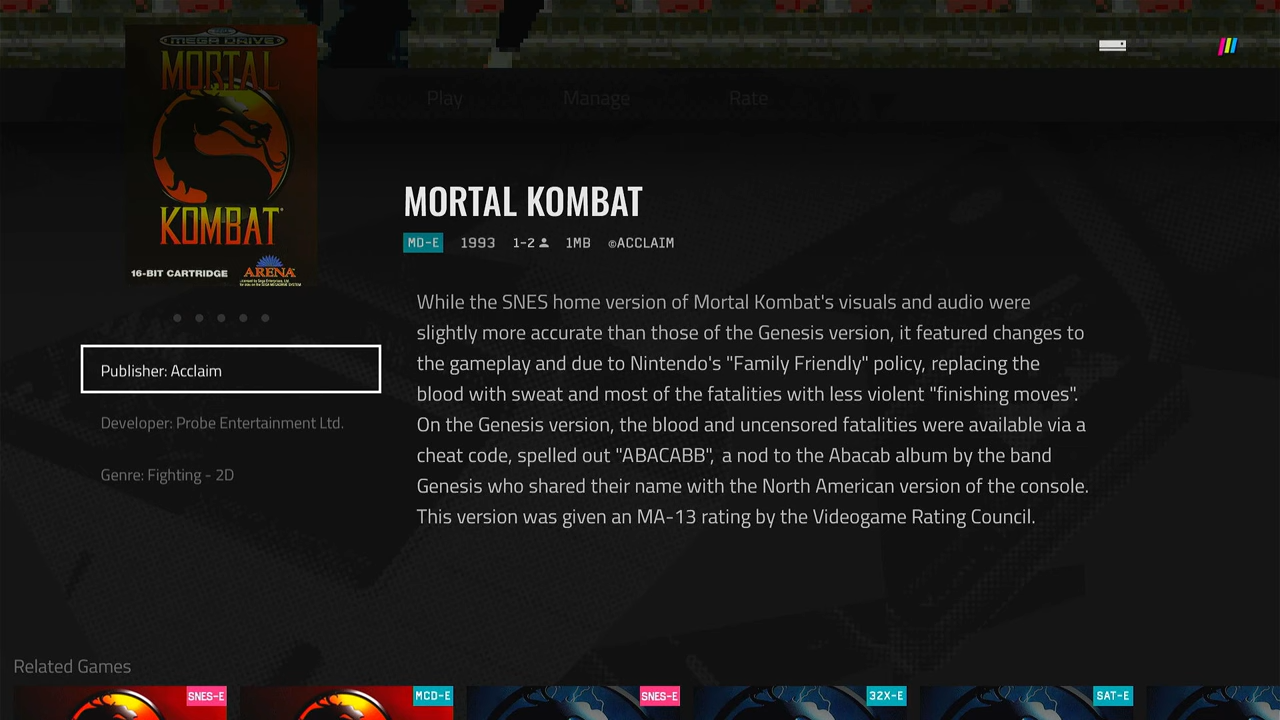 MEGA DRIVE
MORTAL
KOMBAT
16-BIT CARTRIDGE
ARENA
Play
Manage
Rate
MORTAL KOMBAT
MD-E 1993 1-2 1MB ©ACCLAIM
While the SNES home version of Mortal Kombat's visuals and audio were
slightly more accurate than those of the Genesis version, it featured changes to
the gameplay and due to Nintendo's "Family Friendly" policy, replacing the
blood with sweat and most of the fatalities with less violent "finishing moves".
On the Genesis version, the blood and uncensored fatalities were available via a
cheat code, spelled out "ABACABB", a nod to the Abacab album by the band
Genesis who shared their name with the North American version of the console.
This version was given an MA-13 rating by the Videogame Rating Council.
Publisher: Acclaim
Developer: Probe Entertainment Ltd.
Genre: Fighting - 2D
Related Games
SNES-E
MCD-E
SNES-E
32X-E
SAT-E